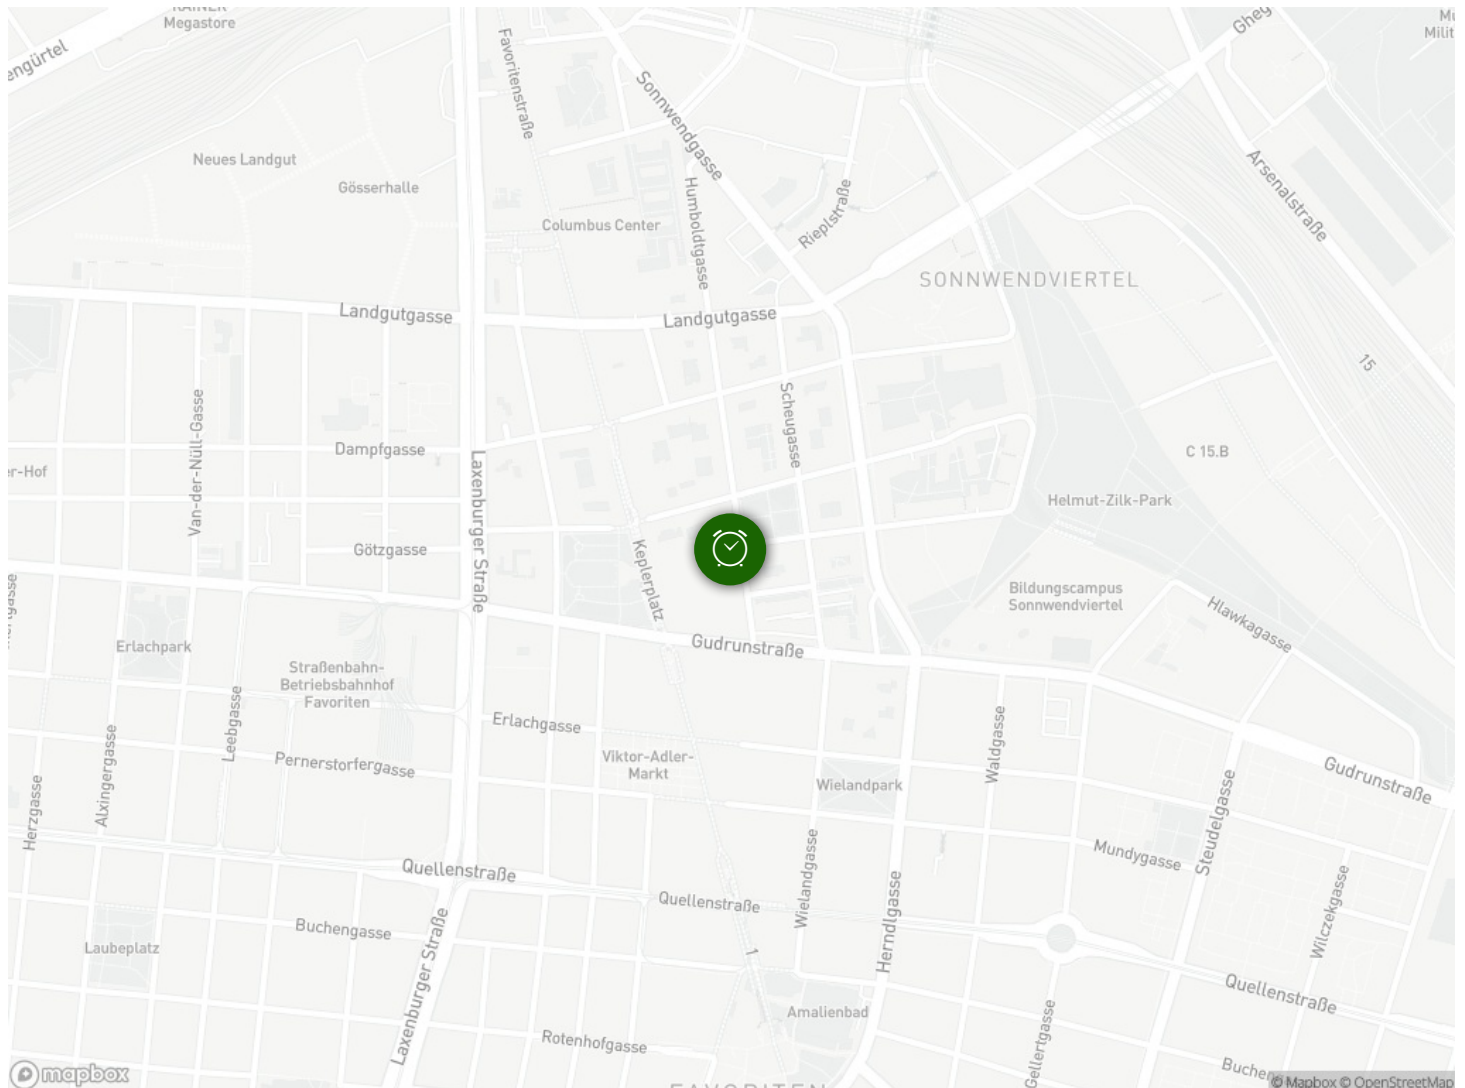 Megastore
Favoritenstraße
Sonnwendgasse
Arsenalstraße
Neues Landgut
Gösserhalle
Humboldtgasse
Rieplstraße
Columbus Center
SONNWENDVIERTEL
Landgutgasse
Landgutgasse
15
Scheugasse
Van-der-Nüll-Gasse
Dampfgasse
Laxenburger Straße
C 15.B
er-Hof
Helmut-Zilk-Park
Götzgasse
Keplerplatz
Bildungscampus
Sonnwendviertel
Hlawkagasse
Erlachpark
Gudrunstraße
Straßenbahn-
Betriebsbahnhof
Favoriten
Leebgasse
Erlachgasse
Waldgasse
Alxingergasse
Pernerstorfergasse
Viktor-Adler-
Markt
Wielandpark
Gudrunstraße
Herzgasse
Steudelgasse
Mundygasse
Quellenstraße
Wielandgasse
Quellenstraße
Herndlgasse
Wilczekgasse
Buchengasse
Laubeplatz
Laxenburger Straße
1
Quellenstraße
Amalienbad
Gellertgasse
Rotenhofgasse
mapbox
© Mapbox © OpenStreetMap